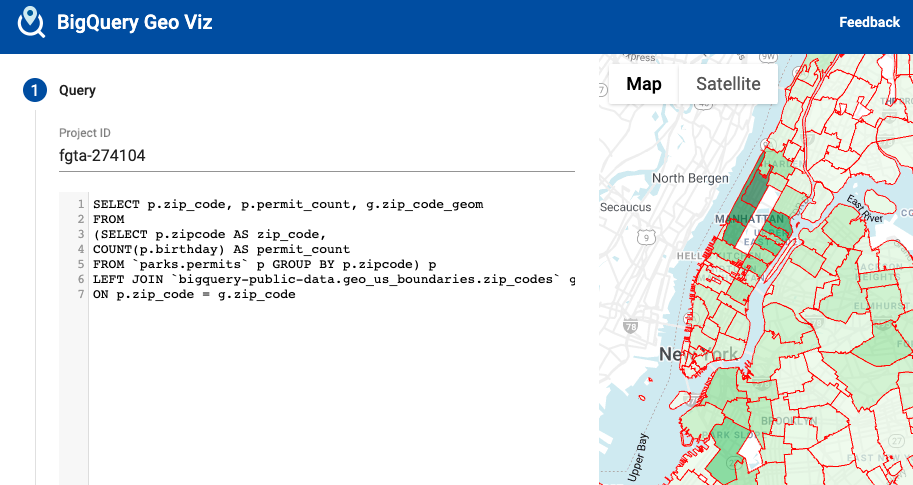 BigQuery Geo Viz
Feedback
1
Query
Project ID
fgta-274104
1 SELECT p.zip_code, p.permit_count, g.zip_code_geom
2 FROM
3 (SELECT p.zipcode AS zip_code,
4 COUNT(p.birthday) AS permit_count
5 FROM `parks.permits` p GROUP BY p.zipcode) p
6 LEFT JOIN `bigquery-public-data.geo_us_boundaries.zip_codes` g
7 ON p.zip_code = g.zip_code
Map
Satellite
9W
North Bergen
Secaucus
9
MANHATTAN
East River
78
New York
BROOKLYN
PARK SLOPE
27
Upper Bay
ELMHURST